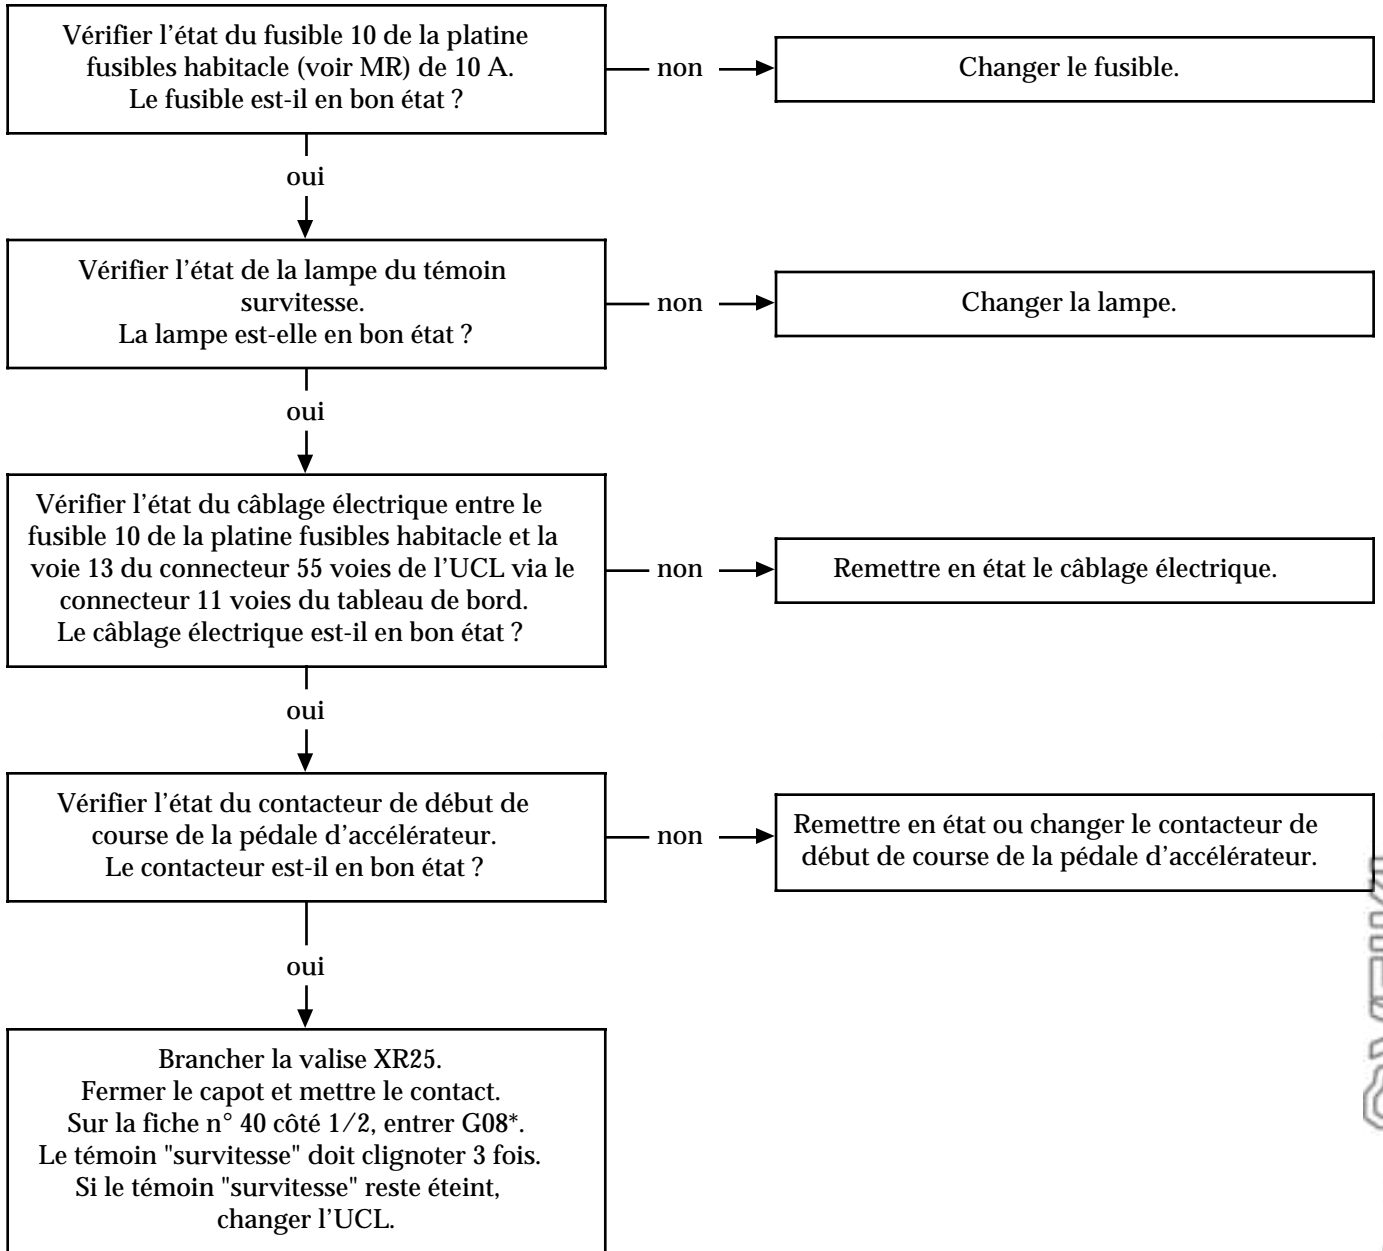 Vérifier l'état du fusible 10 de la platine
fusibles habitacle (voir MR) de 10 A.
Le fusible est-il en bon état ?
non
Changer le fusible.
oui
Vérifier l'état de la lampe du témoin
survitesse.
La lampe est-elle en bon état ?
non
Changer la lampe.
oui
Vérifier l'état du câblage électrique entre le
fusible 10 de la platine fusibles habitacle et la
voie 13 du connecteur 55 voies de l'UCL via le
connecteur 11 voies du tableau de bord.
Le câblage électrique est-il en bon état ?
non
Remettre en état le câblage électrique.
oui
Vérifier l'état du contacteur de début de
course de la pédale d'accélérateur.
Le contacteur est-il en bon état ?
non
Remettre en état ou changer le contacteur de
début de course de la pédale d'accélérateur.
oui
Brancher la valise XR25.
Fermer le capot et mettre le contact.
Sur la fiche n° 40 côté 1/2, entrer G08*.
Le témoin "survitesse" doit clignoter 3 fois.
Si le témoin "survitesse" reste éteint,
changer l'UCL.